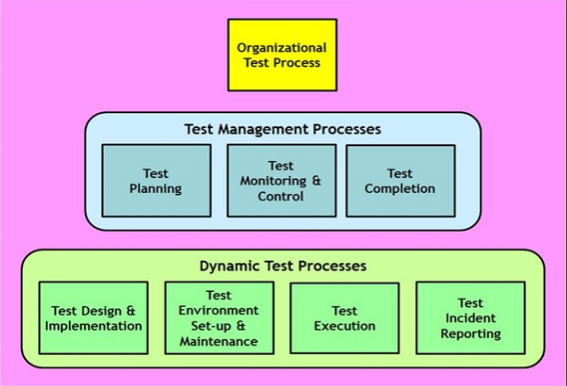 Organizational
Test Process
Test Management Processes
Test
Planning
Test
Monitoring &
Control
Test
Completion
Dynamic Test Processes
Test Design &
Implementation
Test
Environment
Set-up &
Maintenance
Test
Execution
Test
Incident
Reporting